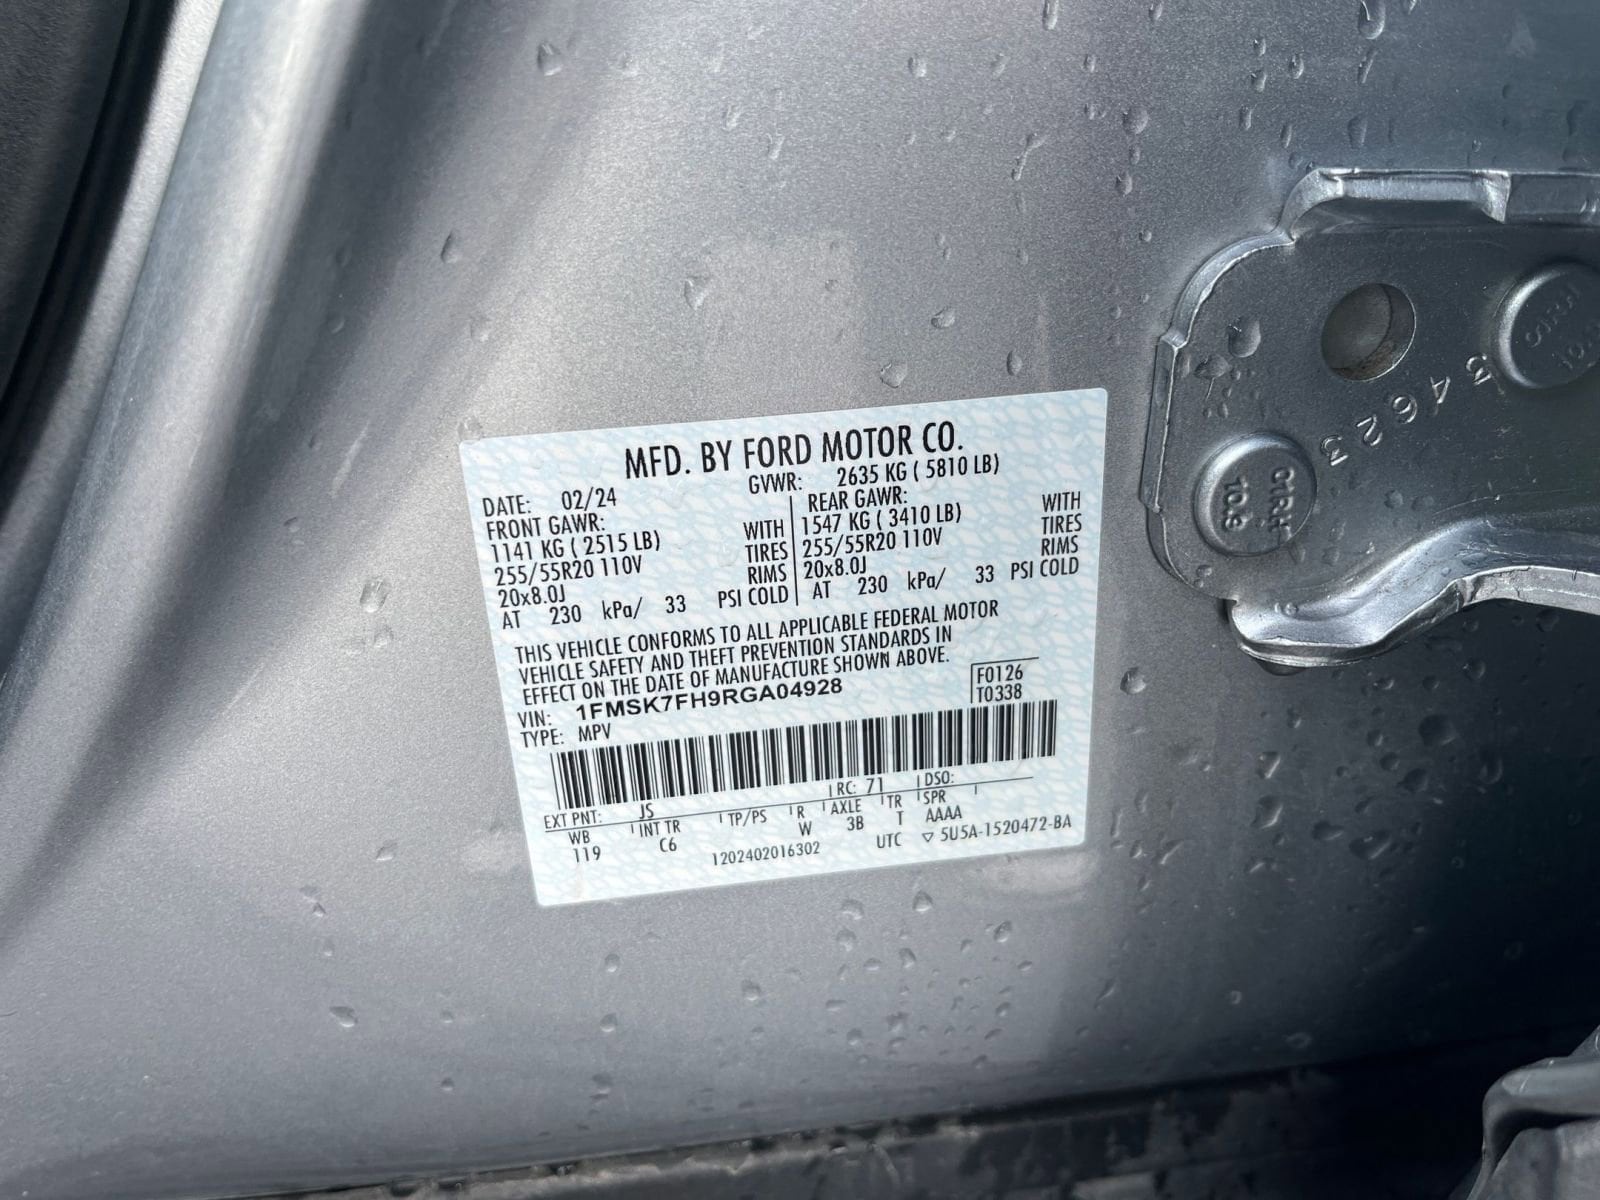 MFD. BY FORD MOTOR CO.
DATE: 02/24
GVWR: 2635 KG ( 5810 LB)
FRONT GAWR:
1141 KG ( 2515 LB) WITH
255/55R20 110V TIRES
20x8.0J RIMS
AT 230 kPa/ 33 PSI COLD
REAR GAWR:
1547 KG ( 3410 LB) WITH
255/55R20 110V TIRES
20x8.0J RIMS
AT 230 kPa/ 33 PSI COLD
THIS VEHICLE CONFORMS TO ALL APPLICABLE FEDERAL MOTOR
VEHICLE SAFETY AND THEFT PREVENTION STANDARDS IN
EFFECT ON THE DATE OF MANUFACTURE SHOWN ABOVE.
VIN: 1FMSK7FH9RGA04928
TYPE: MPV
F0126
T0338
EXT PNT: JS RC: 71 DSO:
WB INT TR TP/PS R AXLE TR SPR
119 C6 W 3B T AAAA
1202402016302 UTC ▽ 5U5A-1520472-BA
34623
10.9